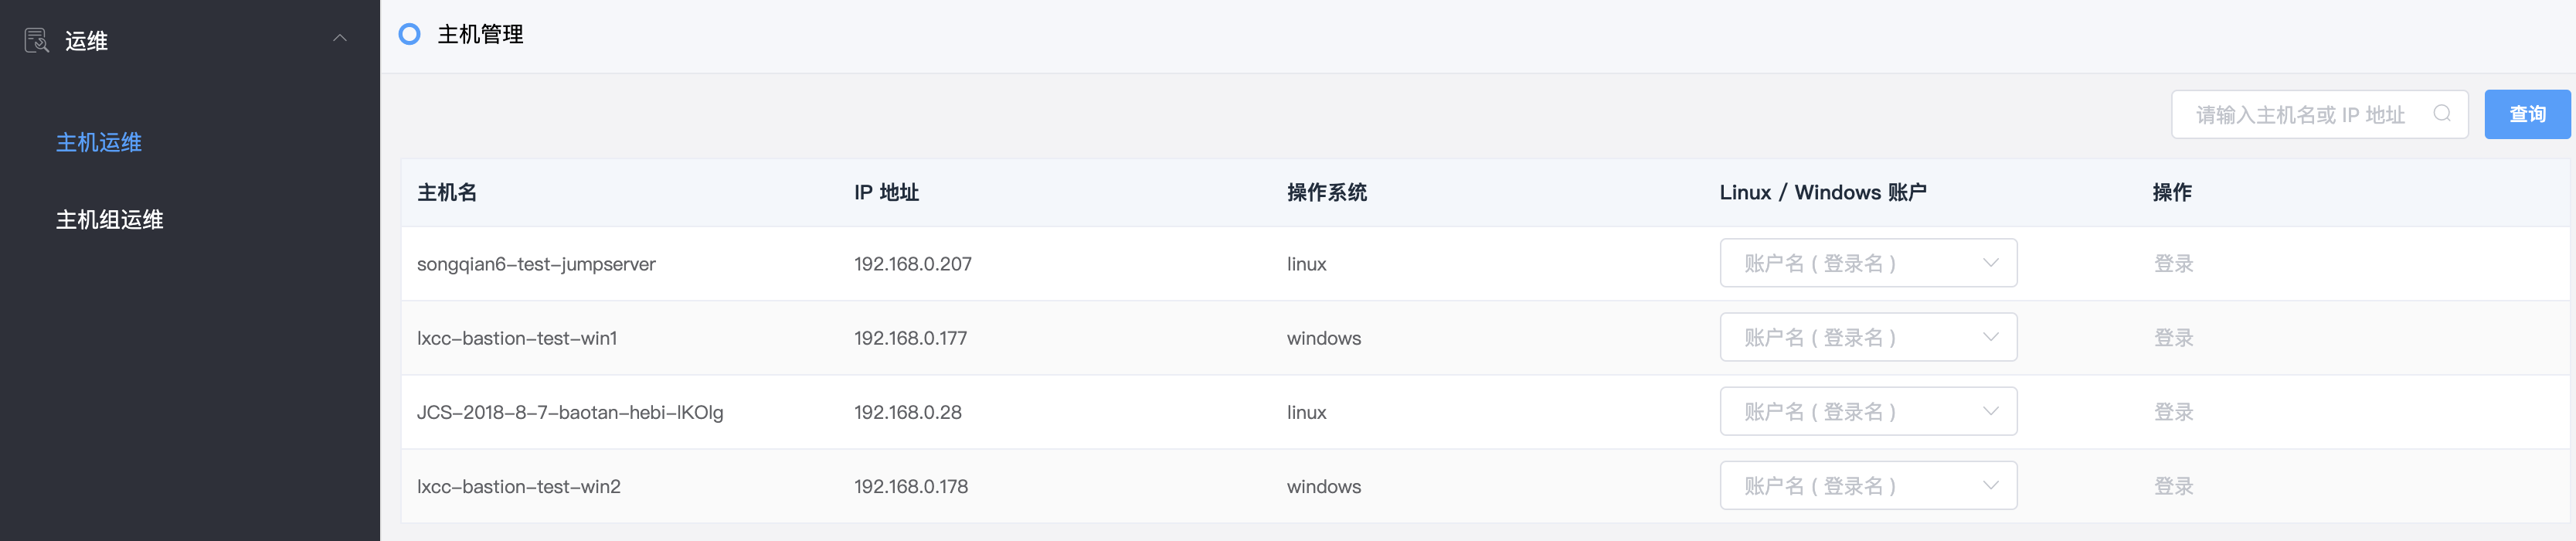 运维
主机运维
主机组运维
主机管理
请输入主机名或 IP 地址
查询
主机名 IP 地址 操作系统 Linux / Windows 账户 操作
songqian6-test-jumpserver 192.168.0.207 linux 账户名 ( 登录名 ) 登录
lxcc-bastion-test-win1 192.168.0.177 windows 账户名 ( 登录名 ) 登录
JCS-2018-8-7-baotan-hebi-lKOlg 192.168.0.28 linux 账户名 ( 登录名 ) 登录
lxcc-bastion-test-win2 192.168.0.178 windows 账户名 ( 登录名 ) 登录